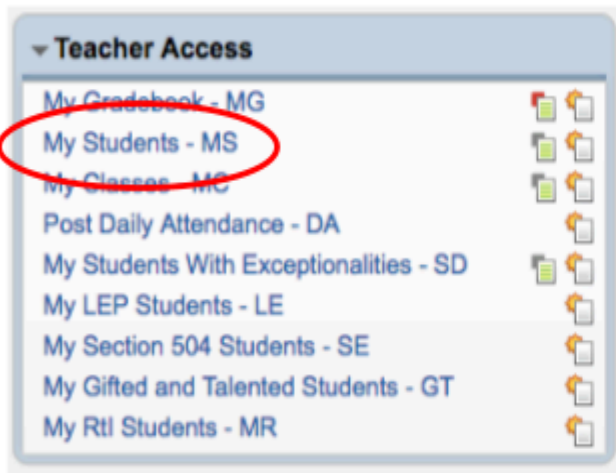 Teacher Access
My Gradebook - MG
My Students - MS
My Classes - MC
Post Daily Attendance - DA
My Students With Exceptionalities - SD
My LEP Students - LE
My Section 504 Students - SE
My Gifted and Talented Students - GT
My RtI Students - MR